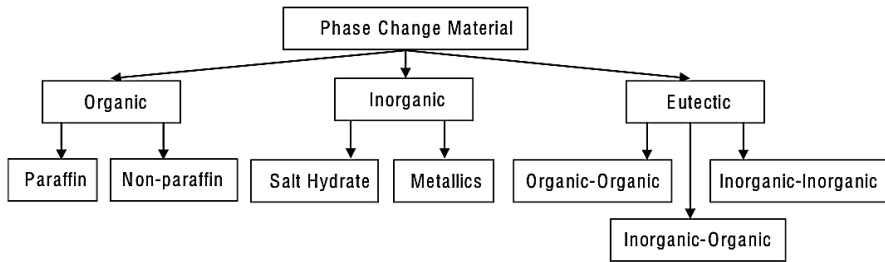 Phase Change Material
Organic
Inorganic
Eutectic
Paraffin
Non-paraffin
Salt Hydrate
Metallics
Organic-Organic
Inorganic-Inorganic
Inorganic-Organic